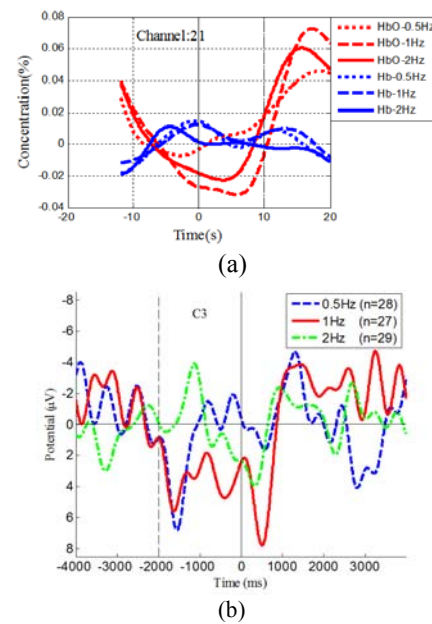 Channel:21
HbO-0.5Hz
HbO-1Hz
HbO-2Hz
Hb-0.5Hz
Hb-1Hz
Hb-2Hz
Concentration(%)
0.08
0.06
0.04
0.02
0
-0.02
0.04
-20 -10 0 10 20
Time(s)
(a)
C3
0.5Hz (n=28)
1Hz (n=27)
2Hz (n=29)
Potential (µV)
-8
-6
-4
-2
0
2
4
6
8
-4000 -3000 -2000 -1000 0 1000 2000 3000
Time (ms)
(b)